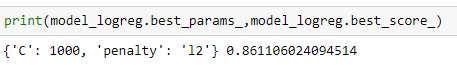 print(model_logreg.best_params_,model_logreg.best_score_)
{'C': 1000, 'penalty': 'l2'} 0.861106024094514